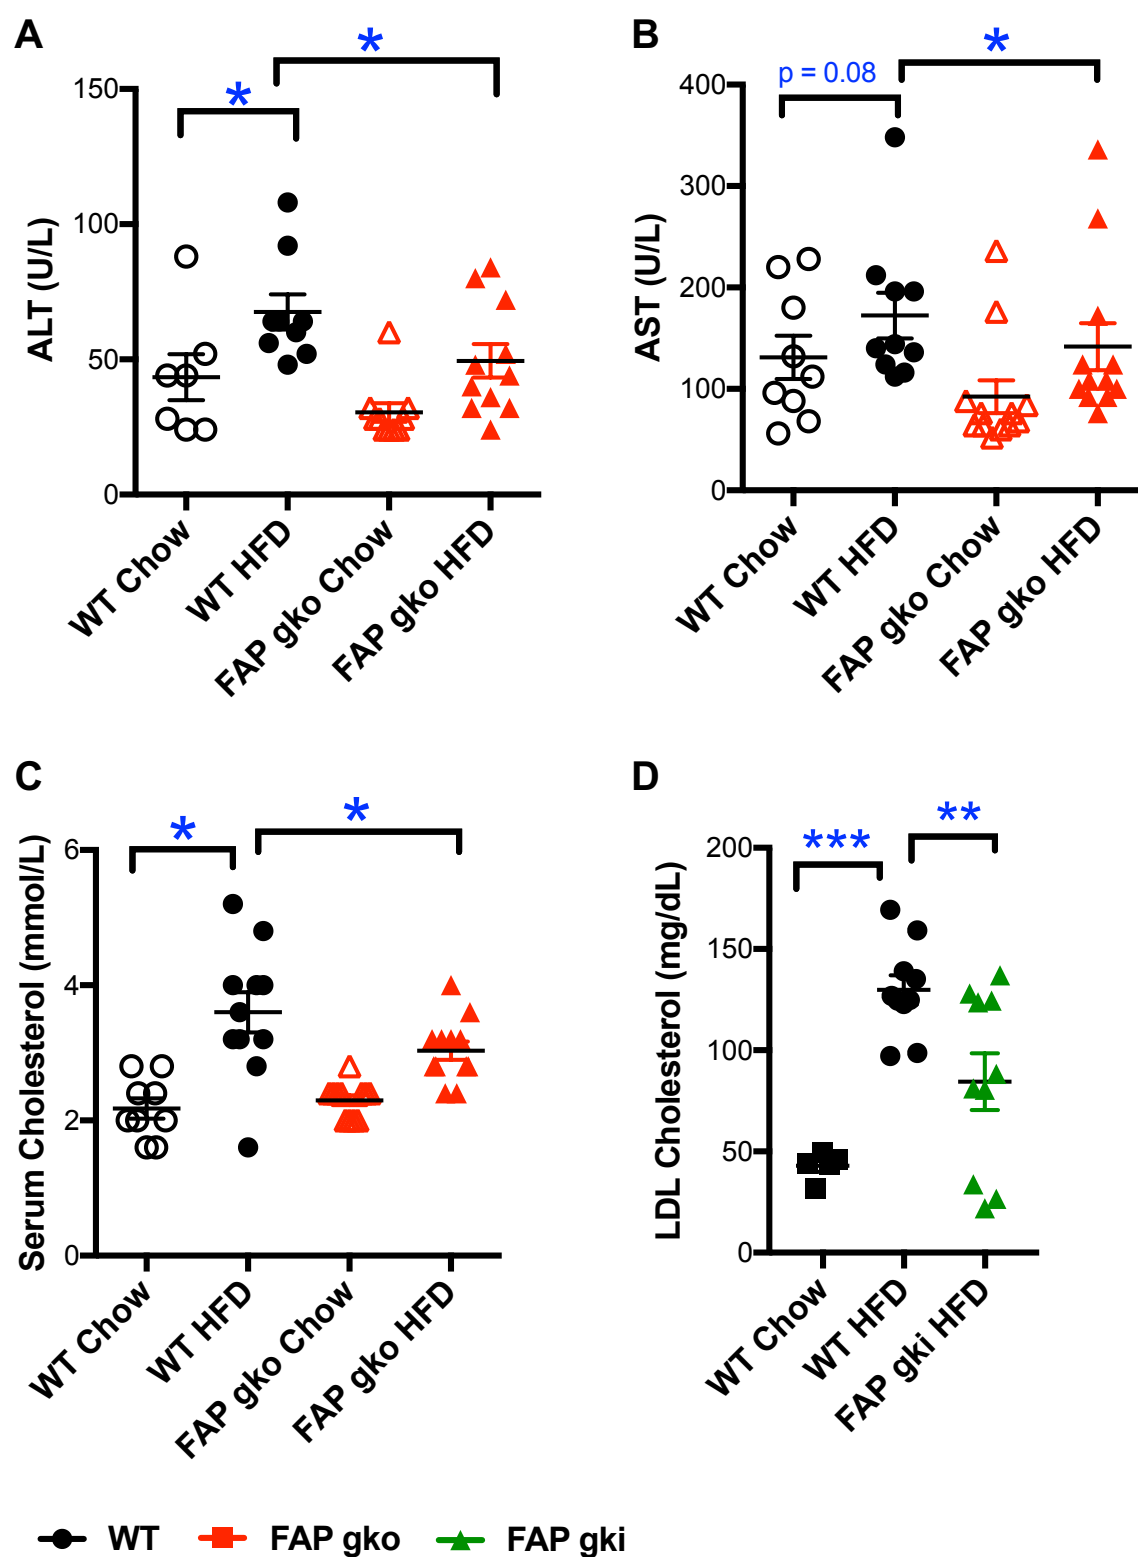 A
*
*
150
100
50
0
ALT (U/L)
WT Chow
WT HFD
FAP gko Chow
FAP gko HFD
B
p = 0.08
*
400
300
200
100
0
AST (U/L)
WT Chow
WT HFD
FAP gko Chow
FAP gko HFD
C
*
*
6
4
2
0
Serum Cholesterol (mmol/L)
WT Chow
WT HFD
FAP gko Chow
FAP gko HFD
D
***
**
200
150
100
50
0
LDL Cholesterol (mg/dL)
WT Chow
WT HFD
FAP gki HFD
WT
FAP gko
FAP gki